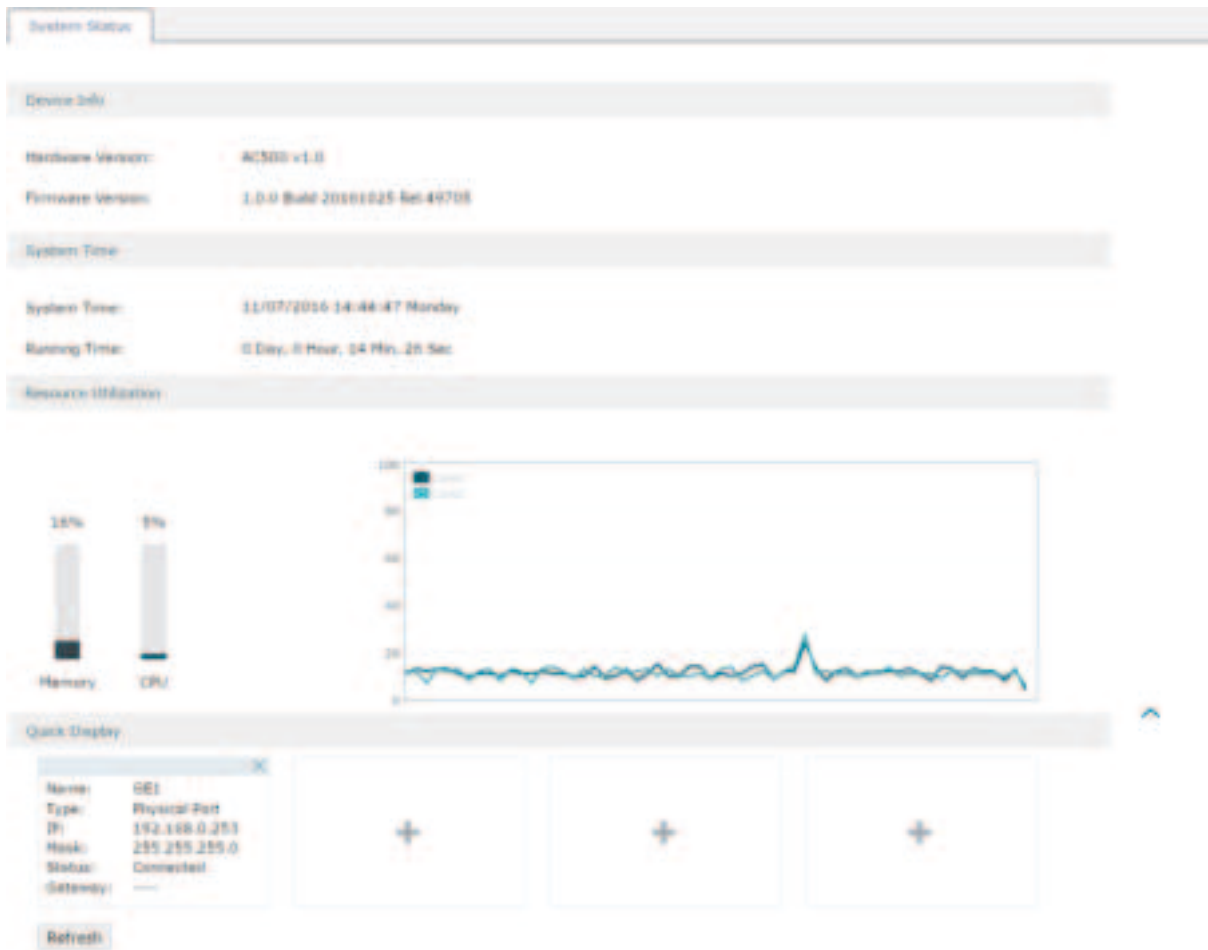 System Status
Device Info
Hardware Version: AC500 v1.0
Firmware Version: 1.0.0 Build 20161025 Rel.49705
System Time
System Time: 11/07/2016 14:44:47 Monday
Running Time: 0 Day, 0 Hour, 14 Min, 26 Sec
Resource Utilization
100
80
60
40
20
0
16%
5%
Memory
CPU
Quick Display
Name: GE1
Type: Physical Port
IP: 192.168.0.253
Mask: 255.255.255.0
Status: Connected
Gateway: ----
Refresh